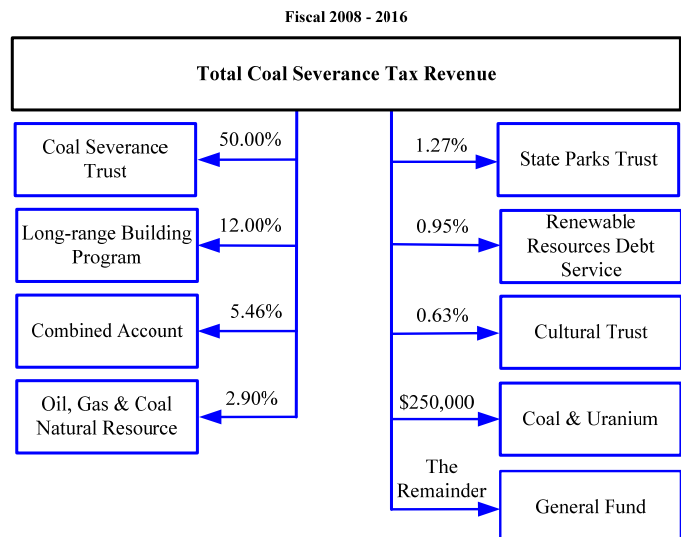 Fiscal 2008 - 2016
Total Coal Severance Tax Revenue
Coal Severance
Trust
50.00%
Long-range Building
Program
12.00%
Combined Account
5.46%
Oil, Gas & Coal
Natural Resource
2.90%
1.27%
State Parks Trust
0.95%
Renewable
Resources Debt
Service
0.63%
Cultural Trust
$250,000
Coal & Uranium
The
Remainder
General Fund